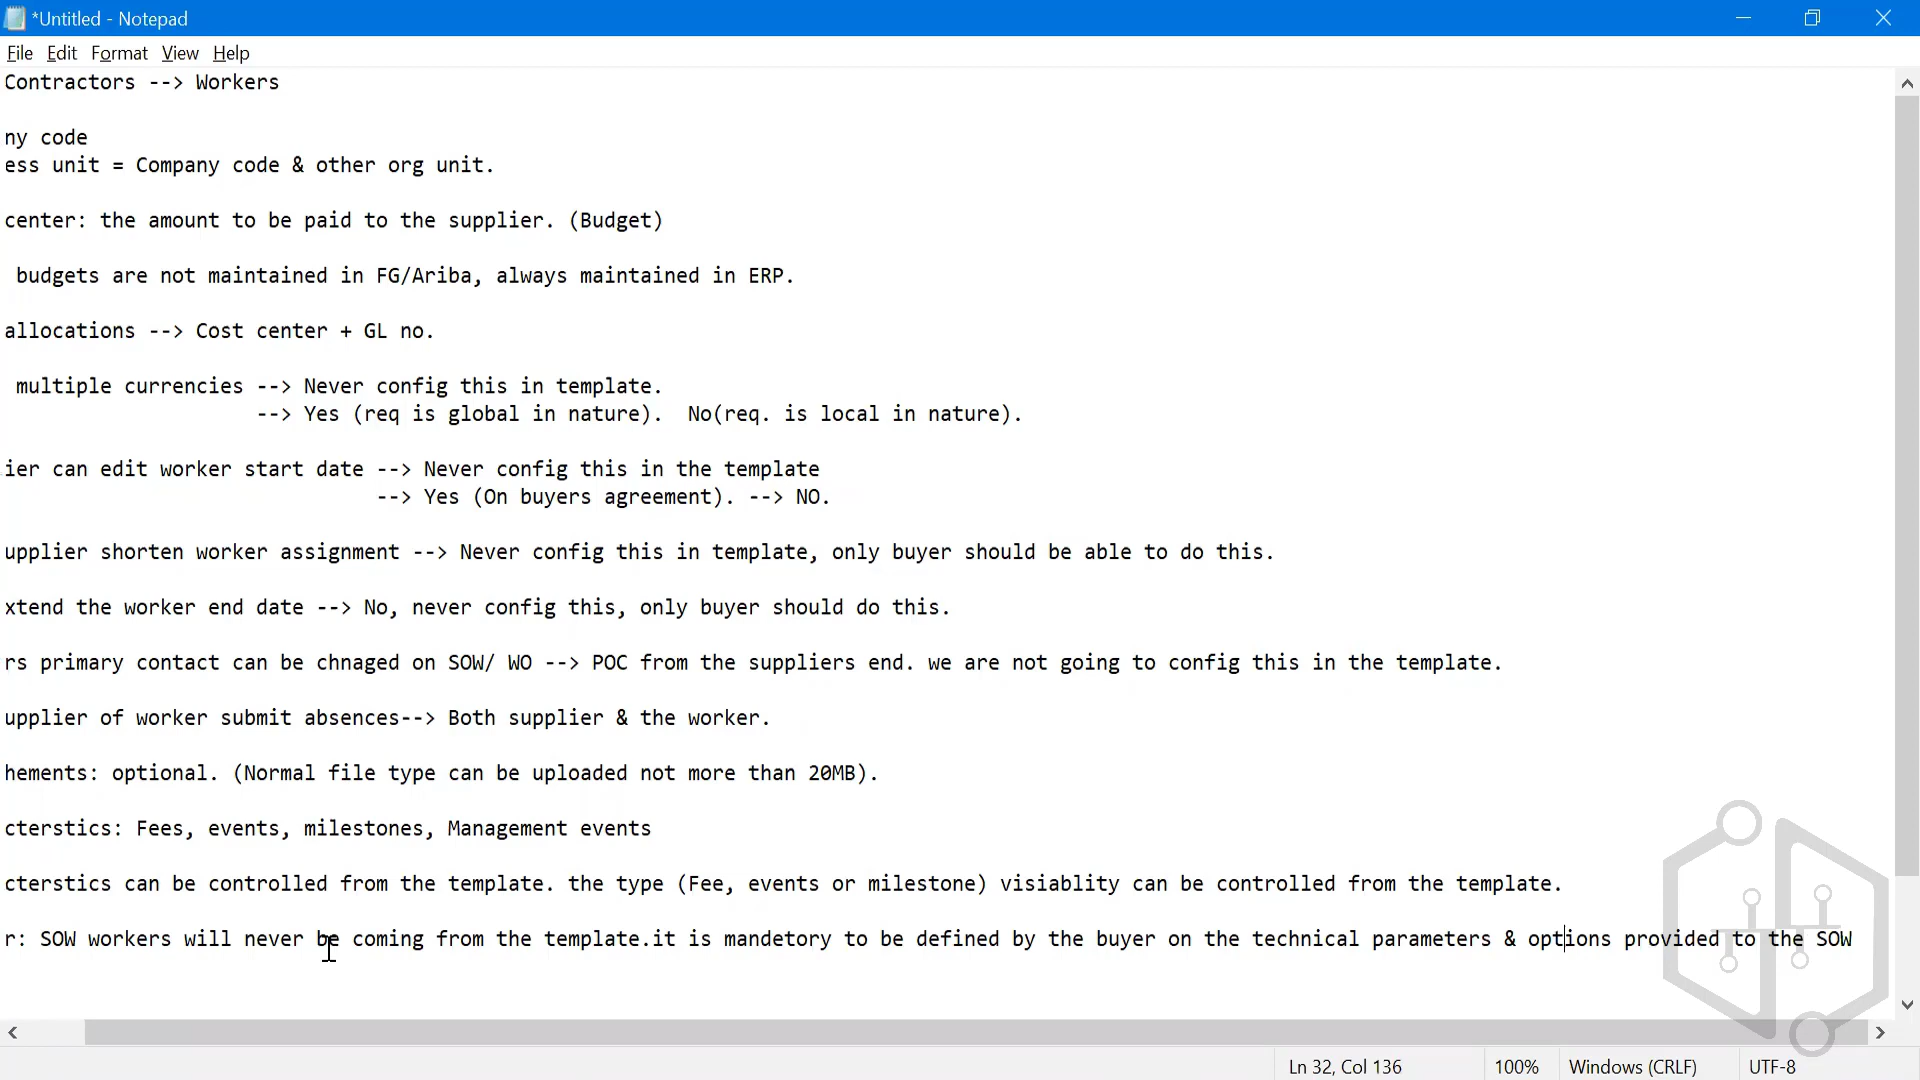 *Untitled - Notepad
File Edit Format View Help
Contractors --> Workers
ny code
ess unit = Company code & other org unit.
center: the amount to be paid to the supplier. (Budget)
budgets are not maintained in FG/Ariba, always maintained in ERP.
allocations --> Cost center + GL no.
multiple currencies --> Never config this in template.
--> Yes (req is global in nature).  No(req. is local in nature).
ier can edit worker start date --> Never config this in the template
--> Yes (On buyers agreement). --> NO.
upplier shorten worker assignment --> Never config this in template, only buyer should be able to do this.
xtend the worker end date --> No, never config this, only buyer should do this.
rs primary contact can be chnaged on SOW/ WO --> POC from the suppliers end. we are not going to config this in the template.
upplier of worker submit absences--> Both supplier & the worker.
hements: optional. (Normal file type can be uploaded not more than 20MB).
cterstics: Fees, events, milestones, Management events
cterstics can be controlled from the template. the type (Fee, events or milestone) visiablity can be controlled from the template.
r: SOW workers will never be coming from the template.it is mandetory to be defined by the buyer on the technical parameters & options provided to the SOW
Ln 32, Col 136 100% Windows (CRLF) UTF-8